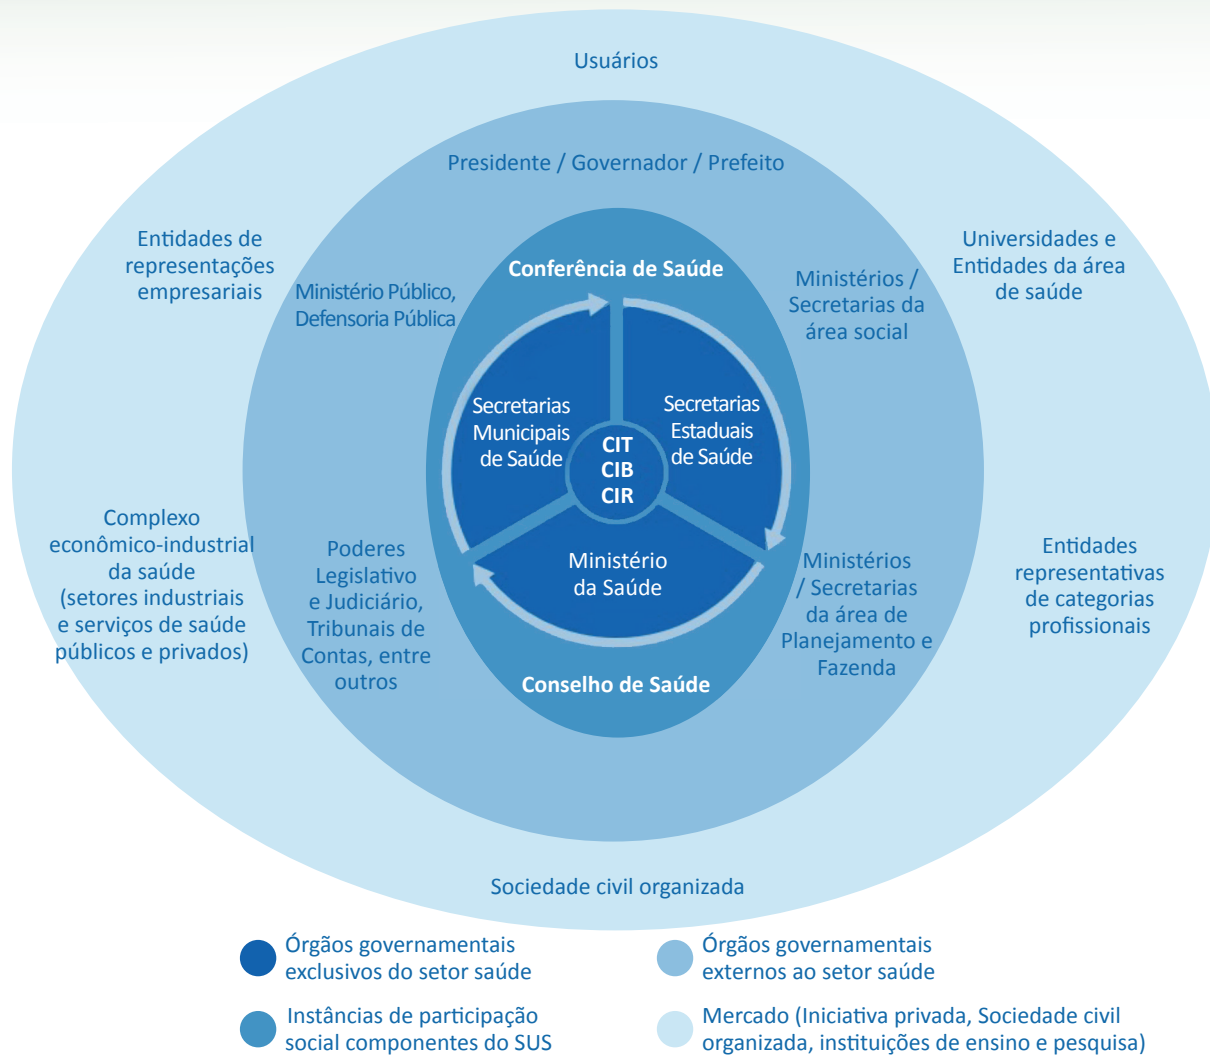 Usuários
Presidente / Governador / Prefeito
Entidades de
representações
empresariais
Ministério Público,
Defensoria Pública
Conferência de Saúde
Ministérios /
Secretarias da
área social
Universidades e
Entidades da área
de saúde
Secretarias
Municipais
de Saúde
CIT
CIB
CIR
Secretarias
Estaduais
de Saúde
Complexo
econômico-industrial
da saúde
(setores industriais
e serviços de saúde
públicos e privados)
Poderes
Legislativo
e Judiciário,
Tribunais de
Contas, entre
outros
Ministério
da Saúde
Ministérios
/ Secretarias
da área de
Planejamento e
Fazenda
Entidades
representativas
de categorias
profissionais
Conselho de Saúde
Sociedade civil organizada
Órgãos governamentais
exclusivos do setor saúde
Órgãos governamentais
externos ao setor saúde
Instâncias de participação
social componentes do SUS
Mercado (Iniciativa privada, Sociedade civil
organizada, instituições de ensino e pesquisa)